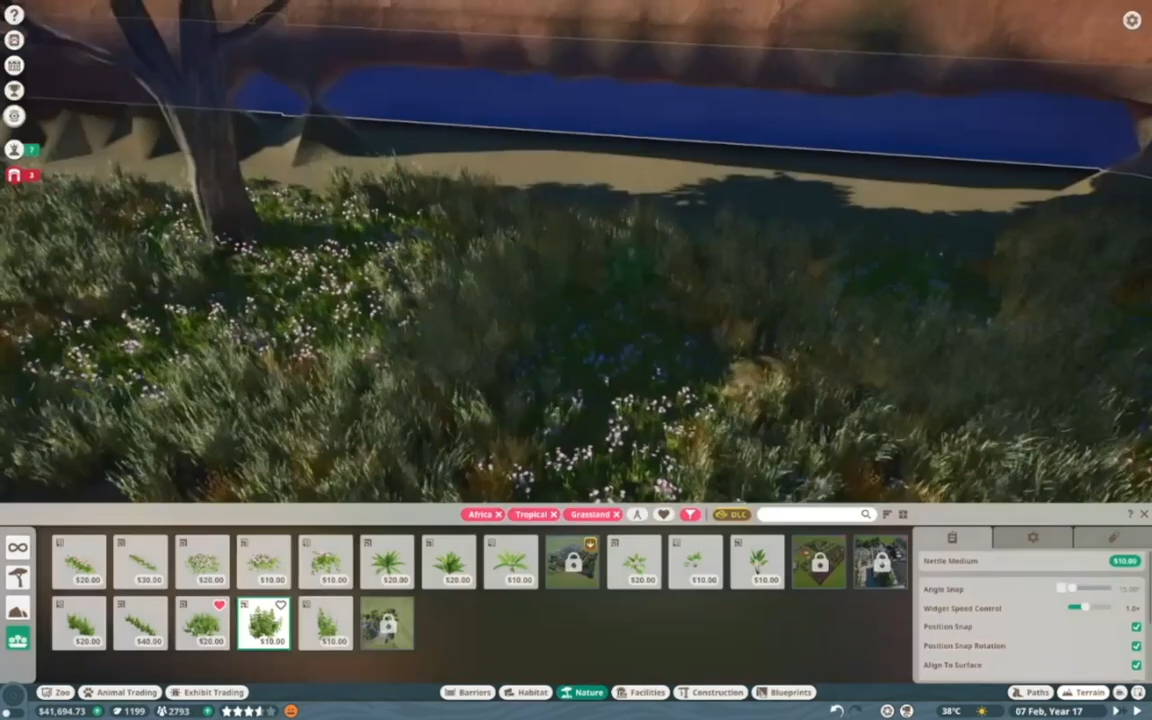 ?
7
3
Africa ✕ Tropical ✕ Grassland ✕ DLC
? ✕
$20.00 $30.00 $20.00 $10.00 $10.00 $20.00 $20.00 $10.00 $20.00 $10.00 $10.00
$20.00 $40.00 $20.00 $10.00 $10.00
Nettle Medium $10.00
Angle Snap 15.00°
Widget Speed Control 1.0×
Position Snap
Position Snap Rotation
Align To Surface
Zoo Animal Trading Exhibit Trading Barriers Habitat Nature Facilities Construction Blueprints Paths Terrain
$41,694.73 1199 2793 38°C 07 Feb, Year 17